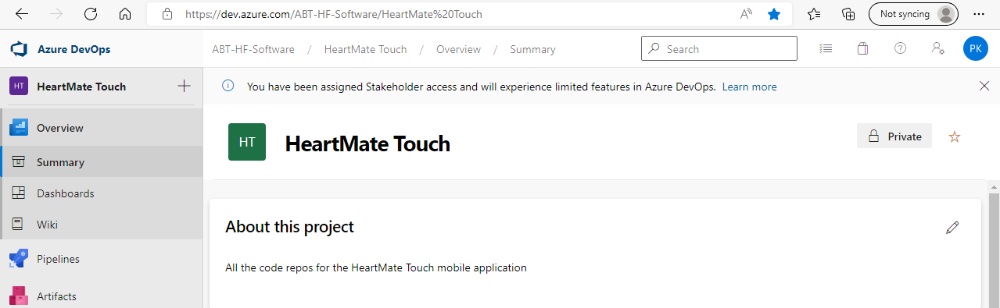 https://dev.azure.com/ABT-HF-Software/HeartMate%20Touch
Not syncing
Azure DevOps
ABT-HF-Software / HeartMate Touch / Overview / Summary
Search
PK
HT HeartMate Touch
You have been assigned Stakeholder access and will experience limited features in Azure DevOps. Learn more
Overview
Summary
Dashboards
Wiki
Pipelines
Artifacts
HT HeartMate Touch
Private
About this project
All the code repos for the HeartMate Touch mobile application